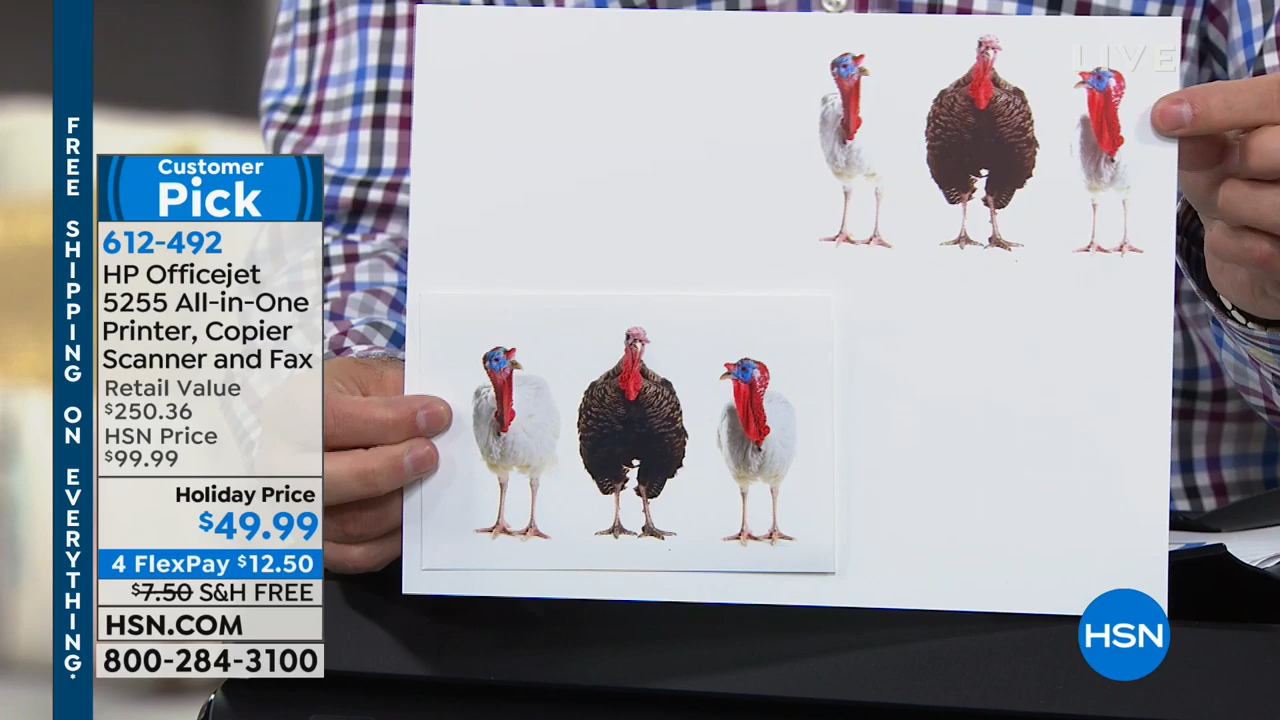 FREE SHIPPING ON EVERYTHING.*
Customer
Pick
612-492
HP Officejet
5255 All-in-One
Printer, Copier
Scanner and Fax
Retail Value
$250.36
HSN Price
$99.99
Holiday Price
$49.99
4 FlexPay $12.50
$7.50 S&H FREE
HSN.COM
800-284-3100
LIVE
HSN